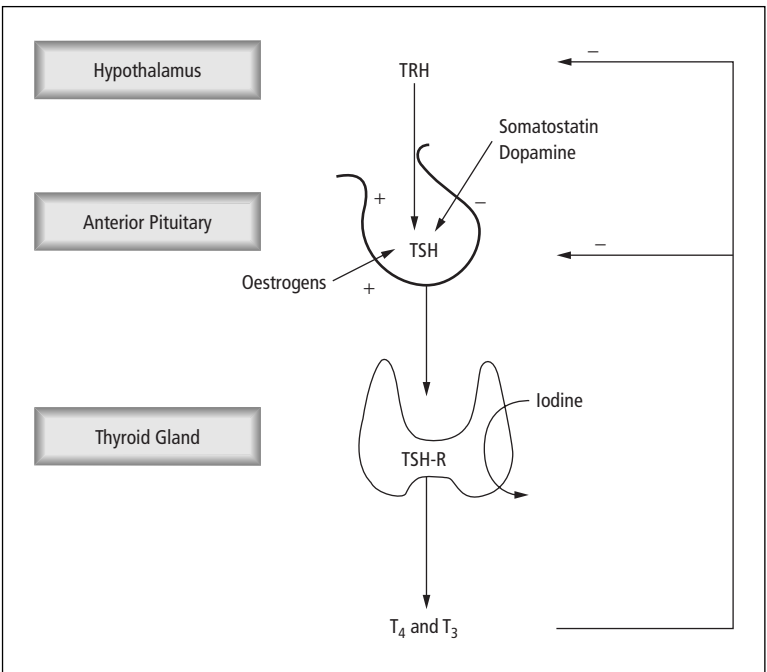 Hypothalamus
TRH
−
Somatostatin
Dopamine
+
−
Anterior Pituitary
TSH
−
Oestrogens
+
Thyroid Gland
Iodine
TSH-R
T₄ and T₃